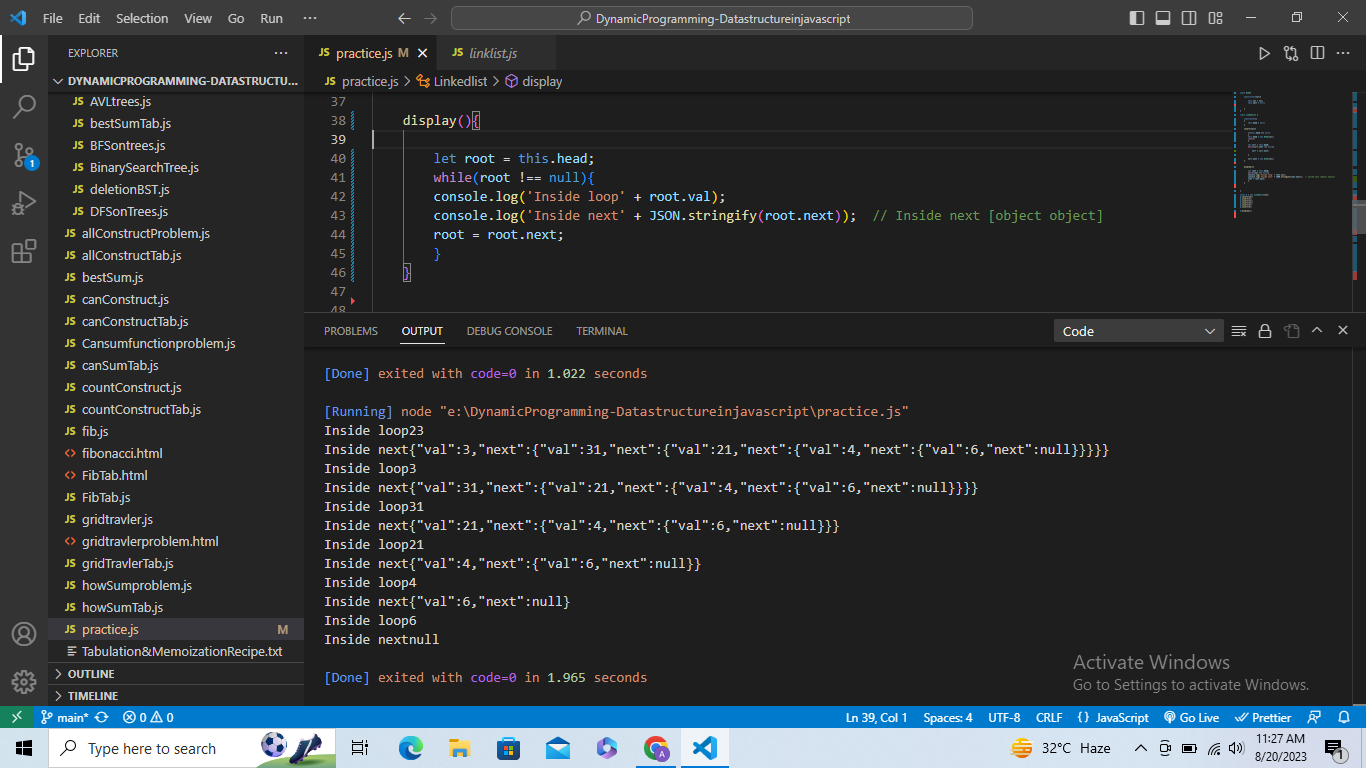 File Edit Selection View Go Run ··· DynamicProgramming-Datastructureinjavascript
EXPLORER ···
DYNAMICPROGRAMMING-DATASTRUCTU...
JS AVLtrees.js
JS bestSumTab.js
JS BFSontrees.js
JS BinarySearchTree.js
JS deletionBST.js
JS DFSonTrees.js
JS allConstructProblem.js
JS allConstructTab.js
JS bestSum.js
JS canConstruct.js
JS canConstructTab.js
JS Cansumfunctionproblem.js
JS canSumTab.js
JS countConstruct.js
JS countConstructTab.js
JS fib.js
<> fibonacci.html
<> FibTab.html
JS FibTab.js
JS gridtravler.js
<> gridtravlerproblem.html
JS gridTravlerTab.js
JS howSumproblem.js
JS howSumTab.js
JS practice.js M
Tabulation&MemoizationRecipe.txt
OUTLINE
TIMELINE
1
JS practice.js M JS linklist.js
JS practice.js > Linkedlist > display
37
38 display(){
39
40 let root = this.head;
41 while(root !== null){
42 console.log('Inside loop' + root.val);
43 console.log('Inside next' + JSON.stringify(root.next)); // Inside next [object object]
44 root = root.next;
45 }
46 }
47
48
PROBLEMS OUTPUT DEBUG CONSOLE TERMINAL Code
[Done] exited with code=0 in 1.022 seconds
[Running] node "e:\DynamicProgramming-Datastructureinjavascript\practice.js"
Inside loop23
Inside next{"val":3,"next":{"val":31,"next":{"val":21,"next":{"val":4,"next":{"val":6,"next":null}}}}}
Inside loop3
Inside next{"val":31,"next":{"val":21,"next":{"val":4,"next":{"val":6,"next":null}}}}
Inside loop31
Inside next{"val":21,"next":{"val":4,"next":{"val":6,"next":null}}}
Inside loop21
Inside next{"val":4,"next":{"val":6,"next":null}}
Inside loop4
Inside next{"val":6,"next":null}
Inside loop6
Inside nextnull
[Done] exited with code=0 in 1.965 seconds
Activate Windows
Go to Settings to activate Windows.
main* 0 0 Ln 39, Col 1 Spaces: 4 UTF-8 CRLF {} JavaScript Go Live Prettier
Type here to search A 32°C Haze 11:27 AM
8/20/2023 1